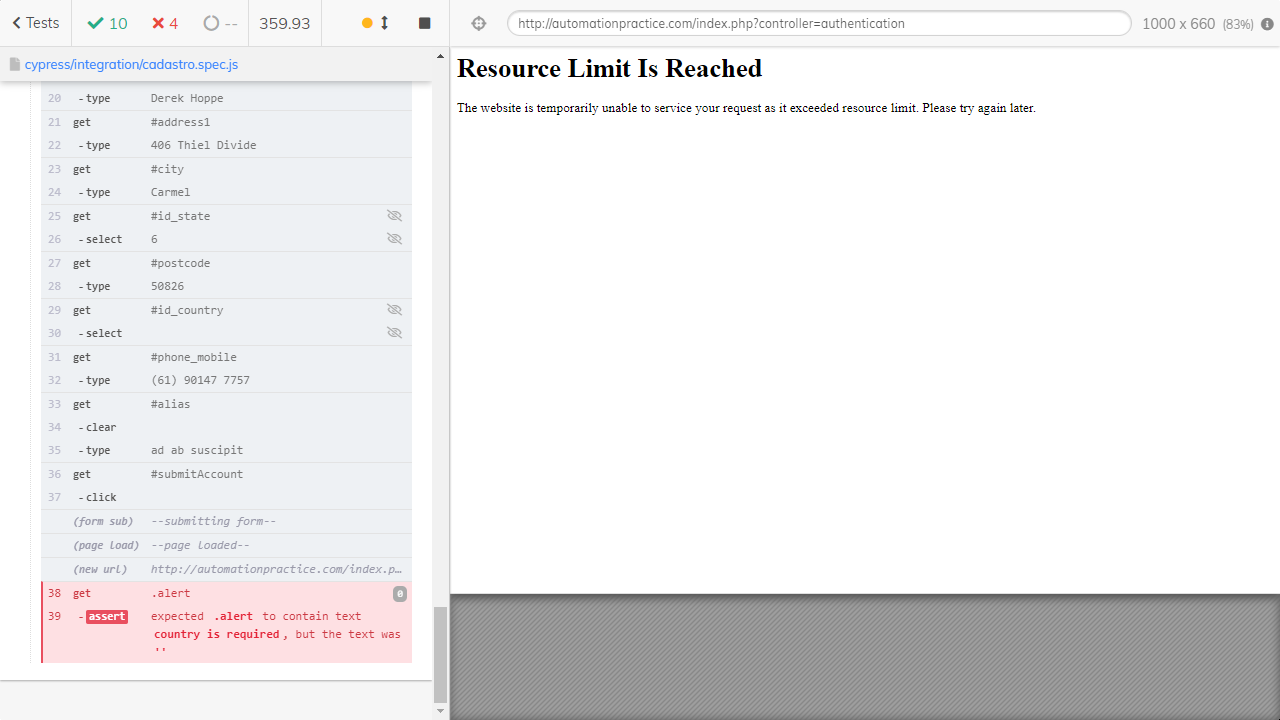 Tests 10 4 -- 359.93
cypress/integration/cadastro.spec.js
20 -type Derek Hoppe
21 get #address1
22 -type 406 Thiel Divide
23 get #city
24 -type Carmel
25 get #id_state
26 -select 6
27 get #postcode
28 -type 50826
29 get #id_country
30 -select
31 get #phone_mobile
32 -type (61) 90147 7757
33 get #alias
34 -clear
35 -type ad ab suscipit
36 get #submitAccount
37 -click
(form sub) --submitting form--
(page load) --page loaded--
(new url) http://automationpractice.com/index.p…
38 get .alert 0
39 -assert expected .alert to contain text
country is required, but the text was
''
http://automationpractice.com/index.php?controller=authentication
1000 x 660 (83%)
Resource Limit Is Reached
The website is temporarily unable to service your request as it exceeded resource limit. Please try again later.